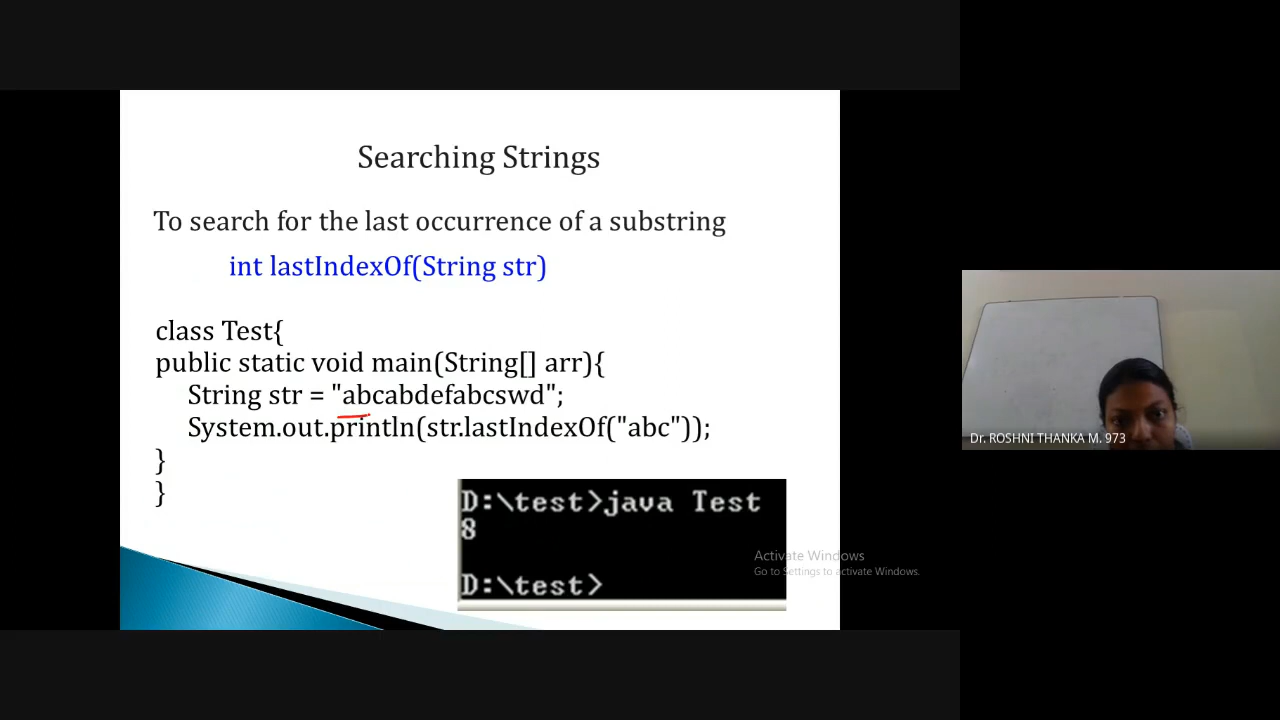 Searching Strings
To search for the last occurrence of a substring
int lastIndexOf(String str)
class Test{
public static void main(String[] arr){
String str = "abcabdefabcswd";
System.out.println(str.lastIndexOf("abc"));
}
}
D:\test>java Test
8
D:\test>
Activate Windows
Go to Settings to activate Windows.
Dr. ROSHNI THANKA M. 973